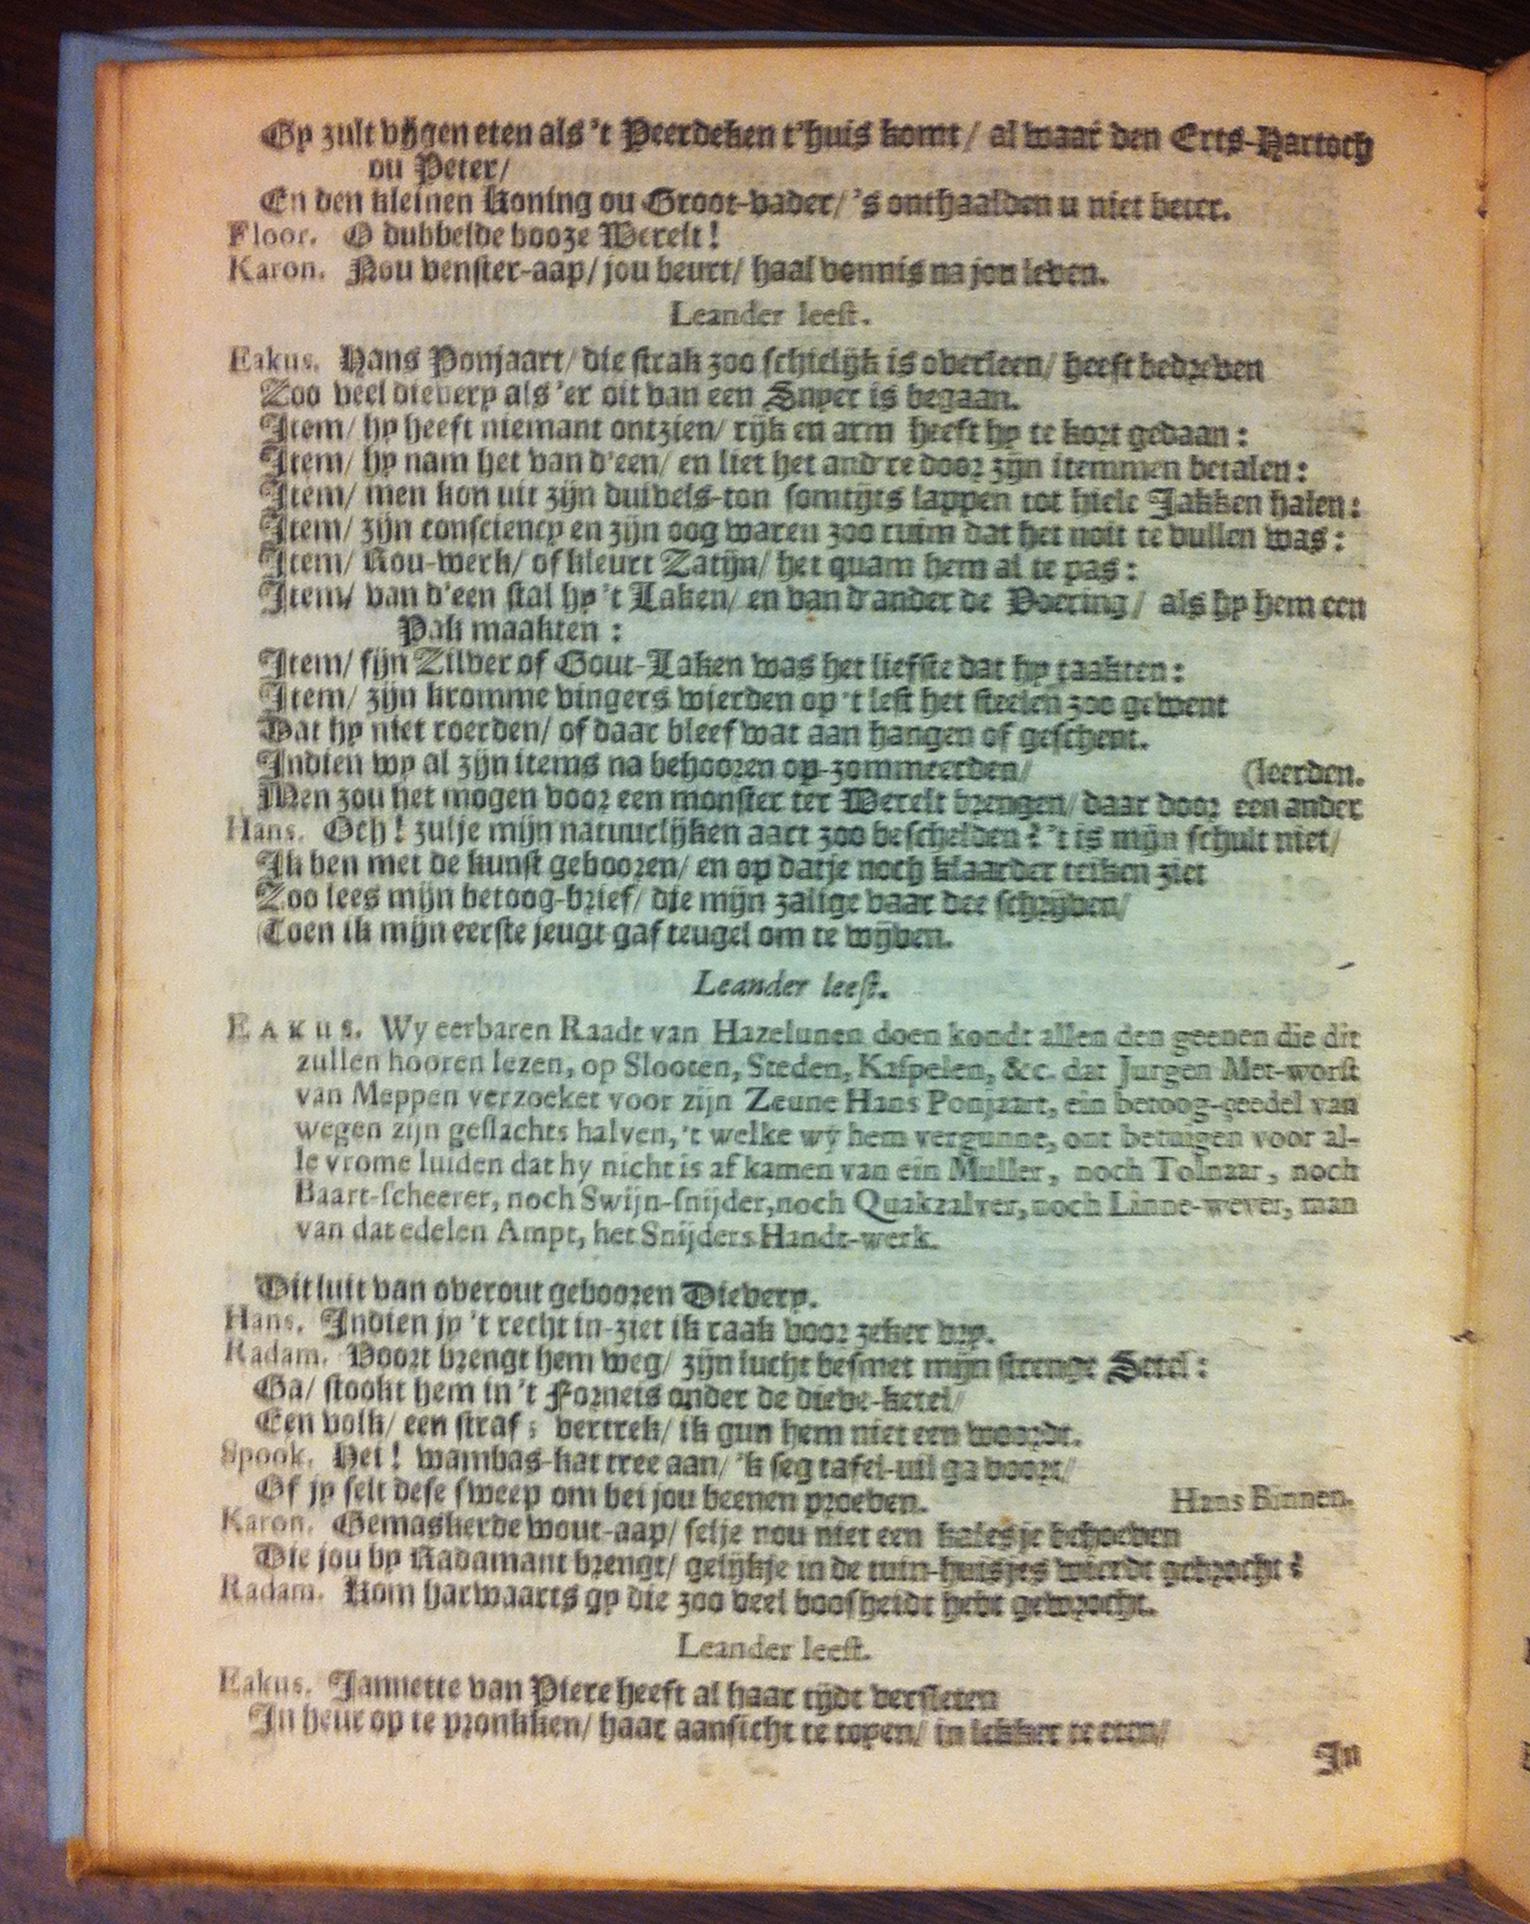 Gy zult vijgen eten als 't Peerdeken t'huis komt / al waar den Erts-Hartoch
ou Peter /
En den kleinen Koning ou Groot-vader / 's onthaalden u niet beter.
Floor. O dubbelde booze Werelt!
Karon. Nou venster-aap / jou beurt / haal vonnis na jou leven.
Leander leest.
Eakus. Hans Ponjaart / die strak zoo schielijk is overleen / heeft bedreven
Zoo veel dievery als 'er oit van een Snyer is begaan.
Item / hy heeft niemant ontzien / rijk en arm heeft hy te kort gedaan :
Item / hy nam het van d'een / en liet het and're door zijn itemmen betalen :
Item / men kon uit zijn duivels-ton somtijts lappen tot hiele Jakken halen :
Item / zijn consciency en zijn oog waren zoo ruim dat het noit te vullen was :
Item / Rou-werk / of kleurt Zatijn / het quam hem al te pas :
Item / van d'een stal hy 't Laken / en van d'ander de Voering / als hy hem een
Pak maakten :
Item / fijn Zilver of Gout-Laken was het liefste dat hy raakten :
Item / zijn kromme vingers wierden op 't lest het steelen zoo gewent
Dat hy niet roerden / of daar bleef wat aan hangen of geschent.
Indien wy al zijn items na behooren op-zommeerden / (leerden.
Men zou het mogen voor een monster ter Werelt brengen / daar door een ander
Hans. Och ! zulje mijn natuurlijken aart zoo beschelden ? 't is mijn schult niet /
Ik ben met de kunst gebooren / en op datje noch klaarder teiken ziet
Zoo lees mijn betoog-brief / die mijn zalige vaar dee schrijven /
Toen ik mijn eerste jeugt gaf teugel om te wijven.
Leander leest.
EAKUS. Wy eerbaren Raadt van Hazelunen doen kondt allen den geenen die dit
zullen hooren lezen, op Slooten, Steden, Kaspelen, &c. dat Jurgen Met-worst
van Meppen verzoeket voor zijn Zeune Hans Ponjaart, ein betoog-geedel van
wegen zijn geslachts halven, 't welke wy hem vergunne, ont betuigen voor al-
le vrome luiden dat hy nicht is af kamen van ein Muller, noch Tolnaar, noch
Baart-scheerer, noch Swijn-snijder, noch Quakzalver, noch Linne-wever, man
van dat edelen Ampt, het Snijders Handt-werk.
Dit luit van overout gebooren Dievery.
Hans. Indien jy 't recht in-ziet ik raak voor zeker vry.
Radam. Voort brengt hem weg / zijn lucht besmet mijn strenge Setel :
Ga / stookt hem in 't Forneis onder de dieve-ketel /
Een volk / een straf ; vertrek / ik gun hem niet een woordt.
Spook. Hei ! wambas-kat tree aan / 'k seg tafel-uil ga voort /
Of jy selt dese sweep om bei jou beenen proeven. Hans Binnen.
Karon. Gemaskerde wout-aap / selje nou niet een kalesje behoeven
Die jou by Radamant brengt / gelijkje in de tuin-huisjes wierdt gebrocht ?
Radam. Kom harwaarts gy die zoo veel boosheidt hebt gewrocht.
Leander leest.
Eakus. Jannette van Piere heeft al haar tijdt versleten
In heur op te pronkken / haar aansicht te topen / in lekker te eten /
In